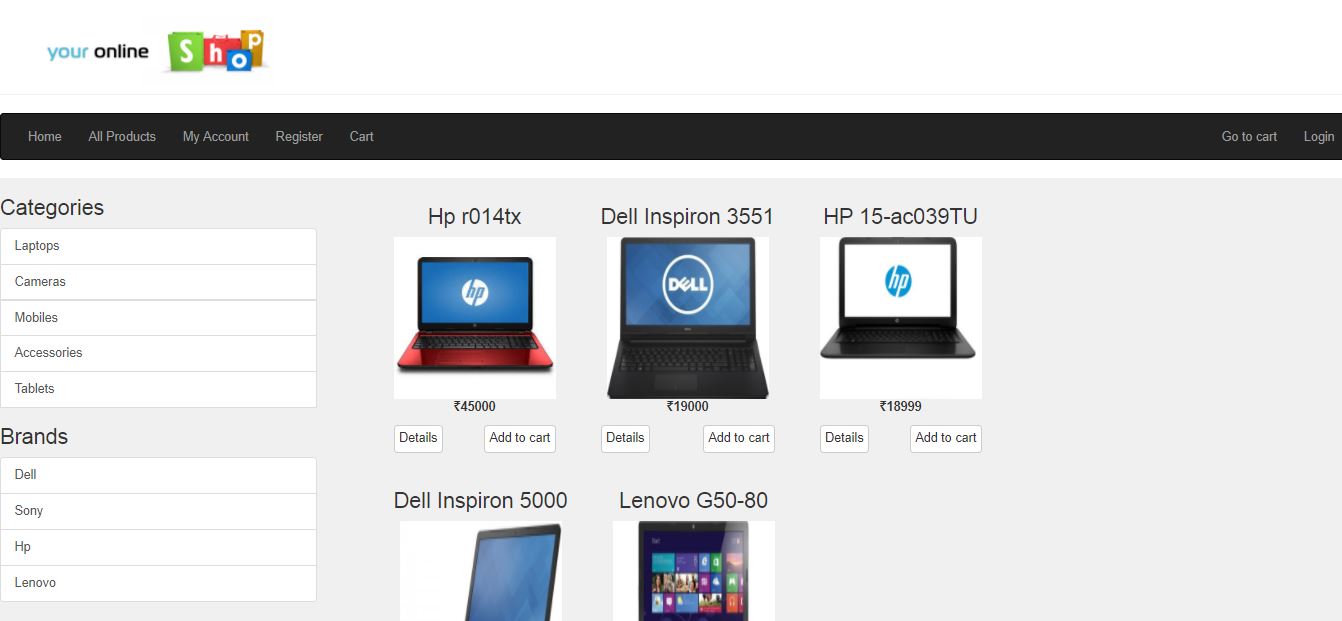 your online Shop
Home All Products My Account Register Cart Go to cart Login
Categories
Laptops
Cameras
Mobiles
Accessories
Tablets
Brands
Dell
Sony
Hp
Lenovo
Hp r014tx
hp
₹45000
Details Add to cart
Dell Inspiron 3551
DELL
₹19000
Details Add to cart
HP 15-ac039TU
hp
₹18999
Details Add to cart
Dell Inspiron 5000
Lenovo G50-80
Start